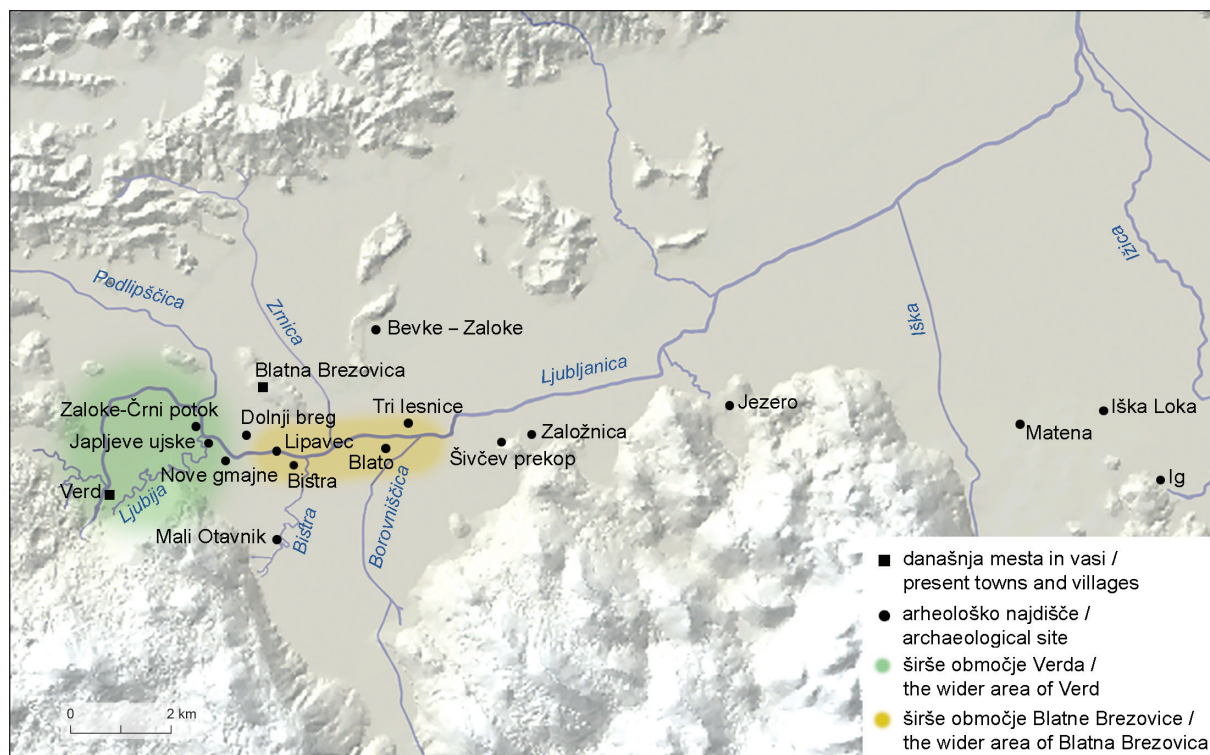 Podlipščica
Zrnica
Iška
Ižica
Bevke – Zaloke
Ljubljanica
Blatna Brezovica
Zaloke-Črni potok
Dolnji breg
Tri lesnice
Jezero
Iška Loka
Japljeve ujske
Lipavec
Založnica
Matena
Nove gmajne
Bistra
Blato
Šivčev prekop
Verd
Ljubija
Ig
Mali Otavnik
Bistra
Borovniščica
današnja mesta in vasi /
present towns and villages
arheološko najdišče /
archaeological site
širše območje Verda /
the wider area of Verd
širše območje Blatne Brezovice /
the wider area of Blatna Brezovica
0 2 km